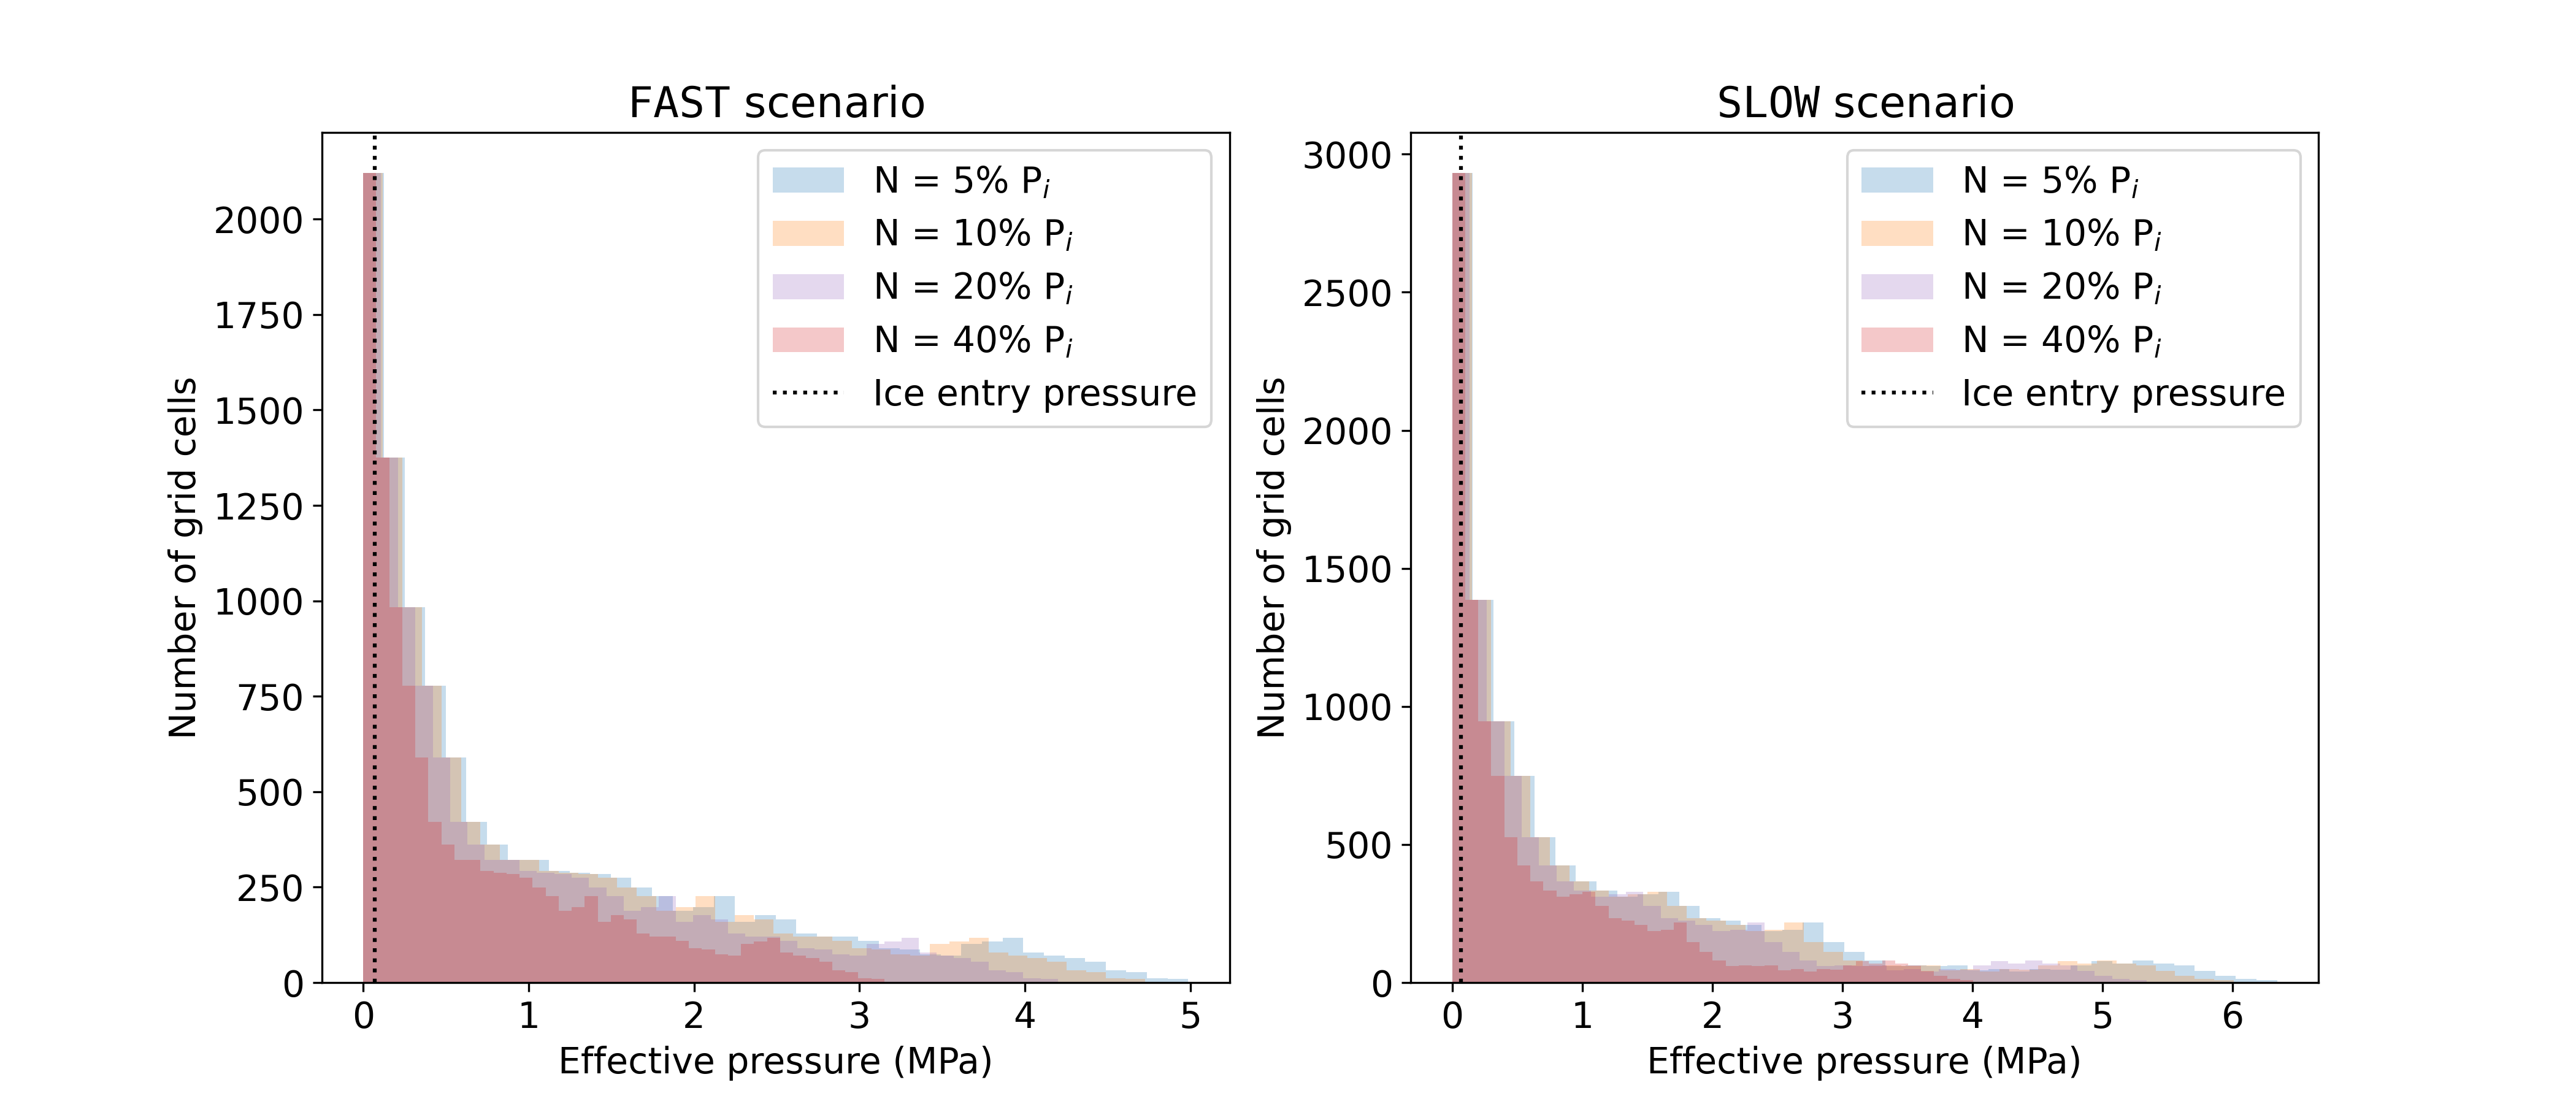 FAST scenario
N = 5% Pi
N = 10% Pi
N = 20% Pi
N = 40% Pi
Ice entry pressure
Number of grid cells
2000
1750
1500
1250
1000
750
500
250
0
0 1 2 3 4 5
Effective pressure (MPa)
SLOW scenario
N = 5% Pi
N = 10% Pi
N = 20% Pi
N = 40% Pi
Ice entry pressure
Number of grid cells
3000
2500
2000
1500
1000
500
0
0 1 2 3 4 5 6
Effective pressure (MPa)